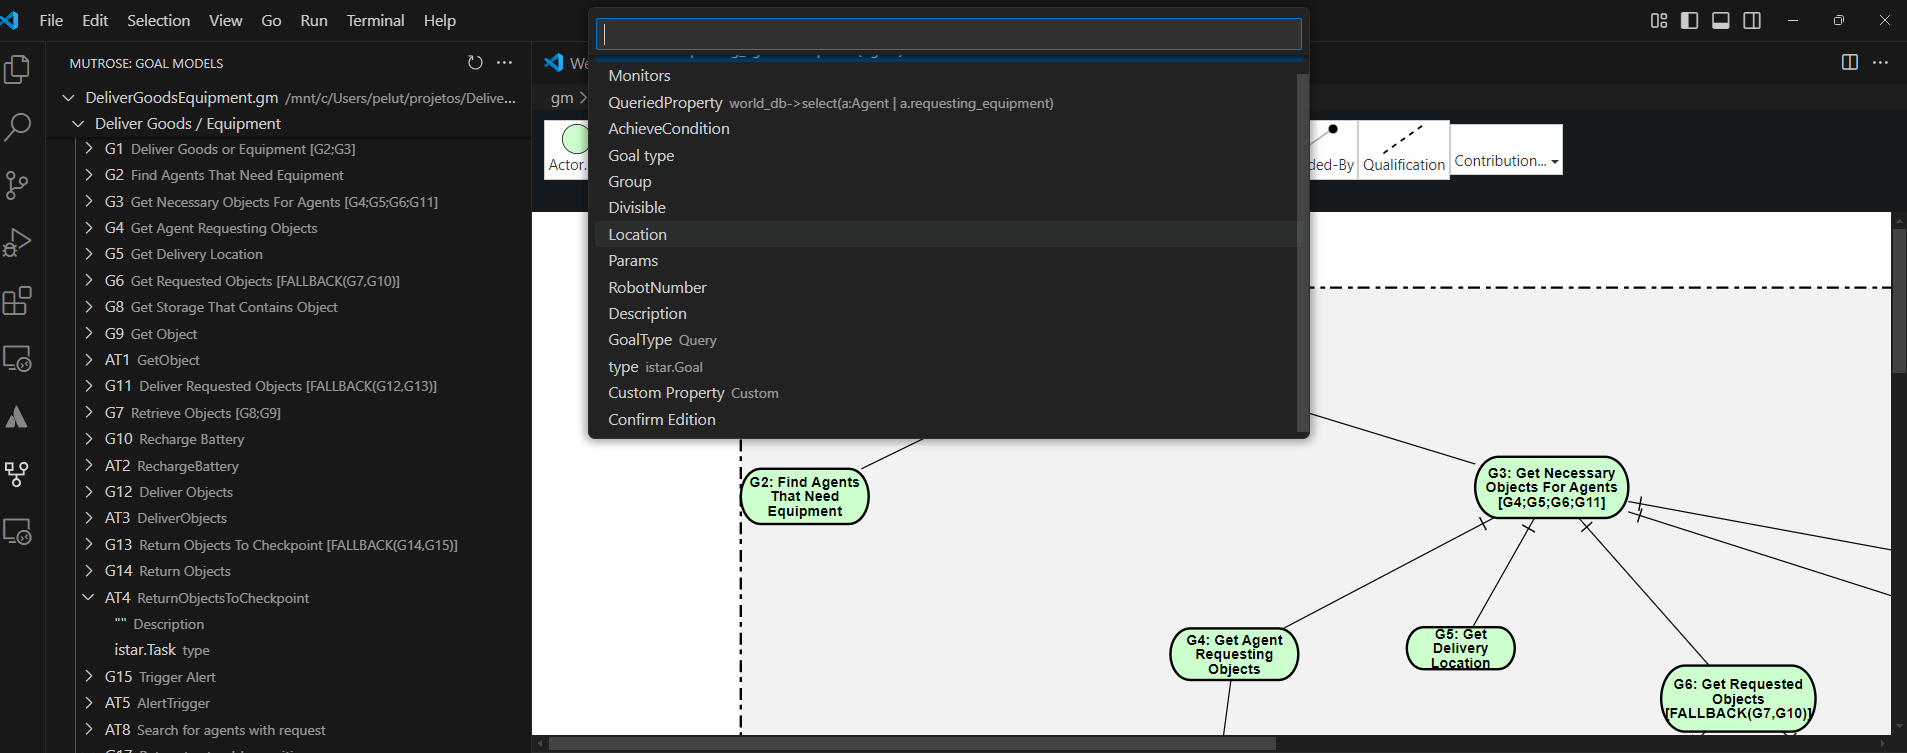 File Edit Selection View Go Run Terminal Help
MUTROSE: GOAL MODELS
DeliverGoodsEquipment.gm /mnt/c/Users/pelut/projetos/Delive...
Deliver Goods / Equipment
G1 Deliver Goods or Equipment [G2;G3]
G2 Find Agents That Need Equipment
G3 Get Necessary Objects For Agents [G4;G5;G6;G11]
G4 Get Agent Requesting Objects
G5 Get Delivery Location
G6 Get Requested Objects [FALLBACK(G7,G10)]
G8 Get Storage That Contains Object
G9 Get Object
AT1 GetObject
G11 Deliver Requested Objects [FALLBACK(G12,G13)]
G7 Retrieve Objects [G8;G9]
G10 Recharge Battery
AT2 RechargeBattery
G12 Deliver Objects
AT3 DeliverObjects
G13 Return Objects To Checkpoint [FALLBACK(G14,G15)]
G14 Return Objects
AT4 ReturnObjectsToCheckpoint
"" Description
istar.Task type
G15 Trigger Alert
AT5 AlertTrigger
AT8 Search for agents with request
We
gm
Monitors
QueriedProperty world_db->select(a:Agent | a.requesting_equipment)
AchieveCondition
Goal type
Group
Divisible
Location
Params
RobotNumber
Description
GoalType Query
type istar.Goal
Custom Property Custom
Confirm Edition
Actor.
ded-By
Qualification
Contribution...
G2: Find Agents
That Need
Equipment
G3: Get Necessary
Objects For Agents
[G4;G5;G6;G11]
G4: Get Agent
Requesting
Objects
G5: Get
Delivery
Location
G6: Get Requested
Objects
[FALLBACK(G7,G10)]